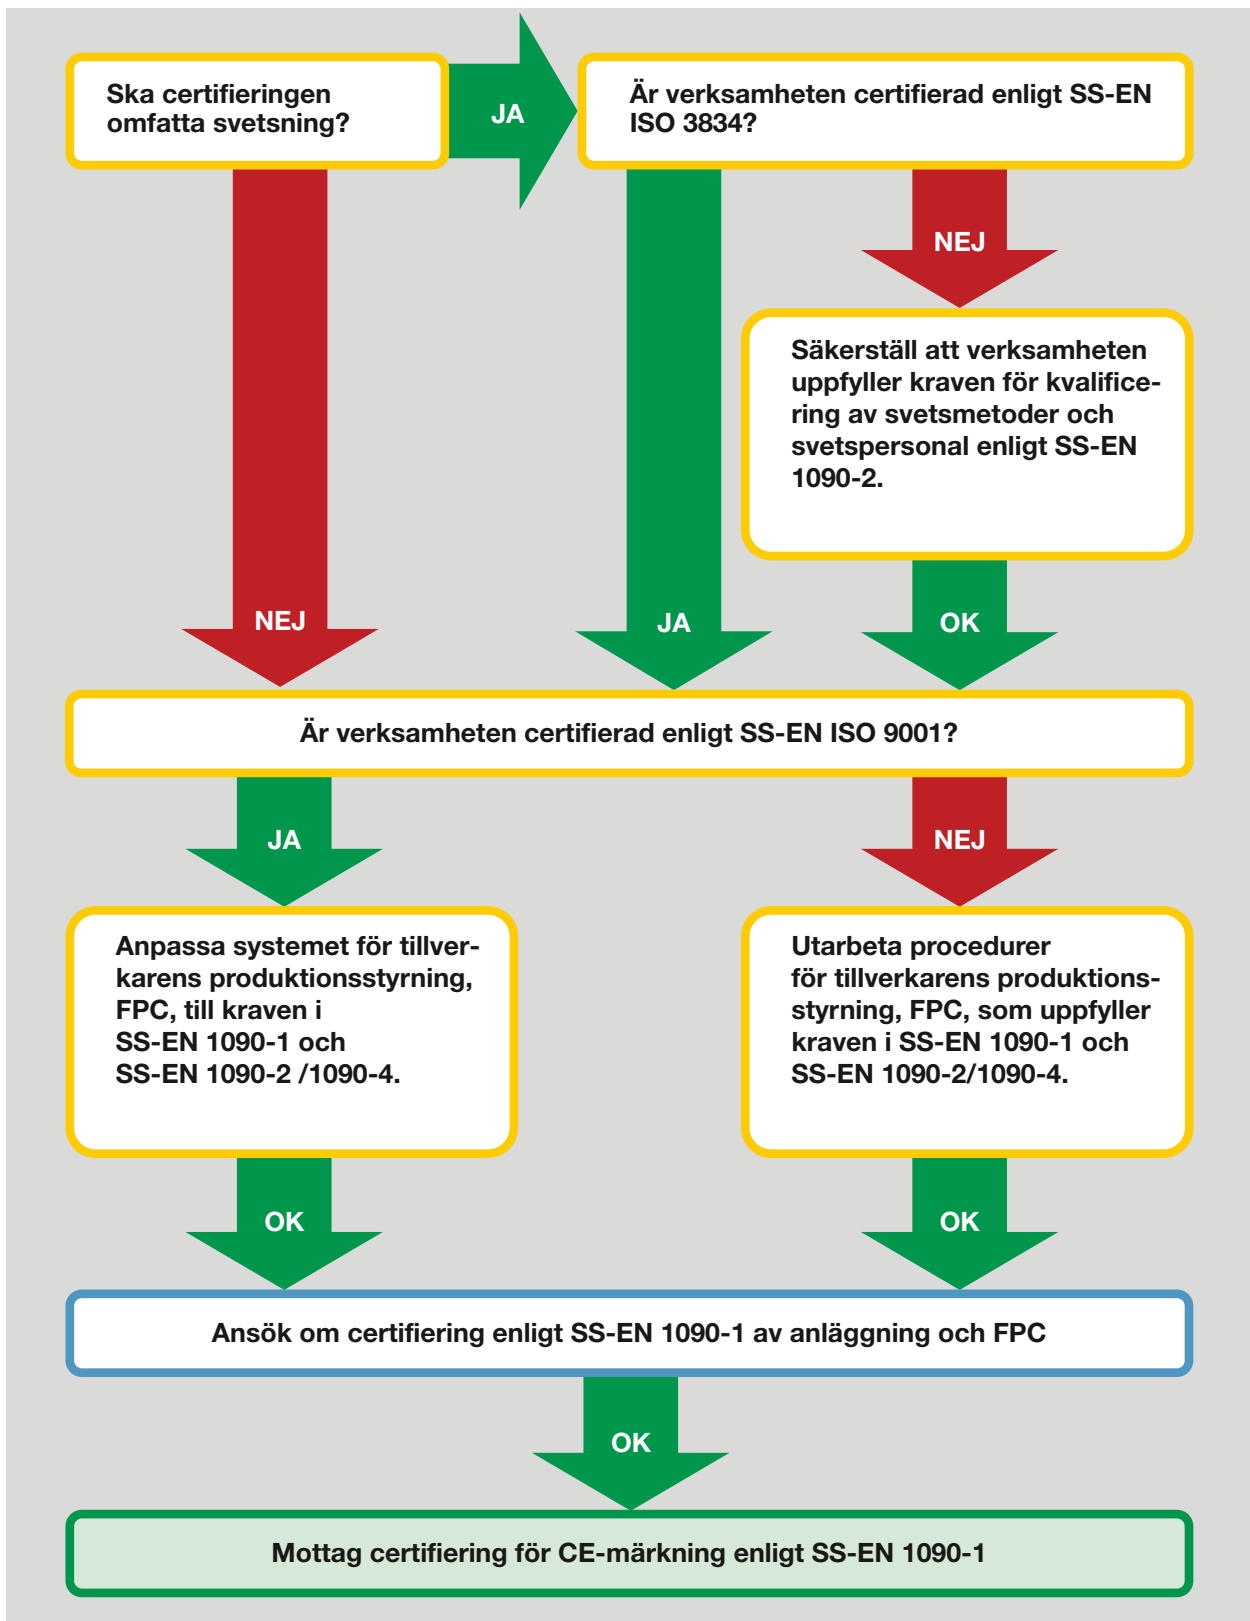 Ska certifieringen
omfatta svetsning?
JA
Är verksamheten certifierad enligt SS-EN
ISO 3834?
NEJ
Säkerställ att verksamheten
uppfyller kraven för kvalifice-
ring av svetsmetoder och
svetspersonal enligt SS-EN
1090-2.
NEJ
JA
OK
Är verksamheten certifierad enligt SS-EN ISO 9001?
JA
NEJ
Anpassa systemet för tillver-
karens produktionsstyrning,
FPC, till kraven i
SS-EN 1090-1 och
SS-EN 1090-2 /1090-4.
Utarbeta procedurer
för tillverkarens produktions-
styrning, FPC, som uppfyller
kraven i SS-EN 1090-1 och
SS-EN 1090-2/1090-4.
OK
OK
Ansök om certifiering enligt SS-EN 1090-1 av anläggning och FPC
OK
Mottag certifiering för CE-märkning enligt SS-EN 1090-1